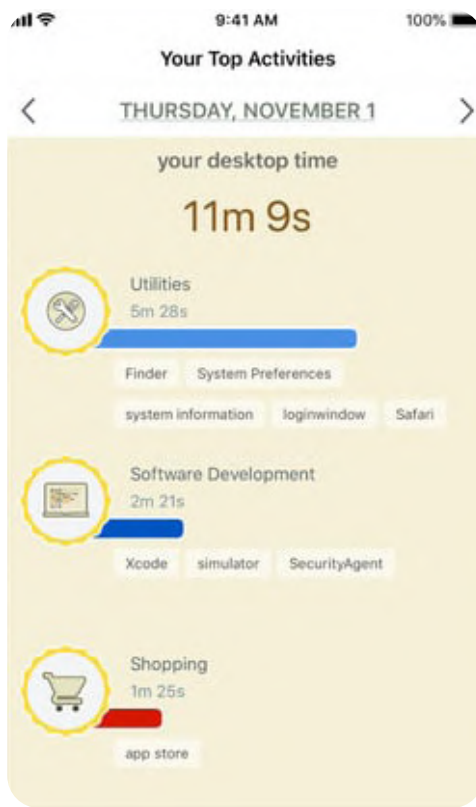 9:41 AM 100%
Your Top Activities
THURSDAY, NOVEMBER 1
your desktop time
11m 9s
Utilities
5m 28s
Finder System Preferences
system information loginwindow Safari
Software Development
2m 21s
Xcode simulator SecurityAgent
Shopping
1m 25s
app store